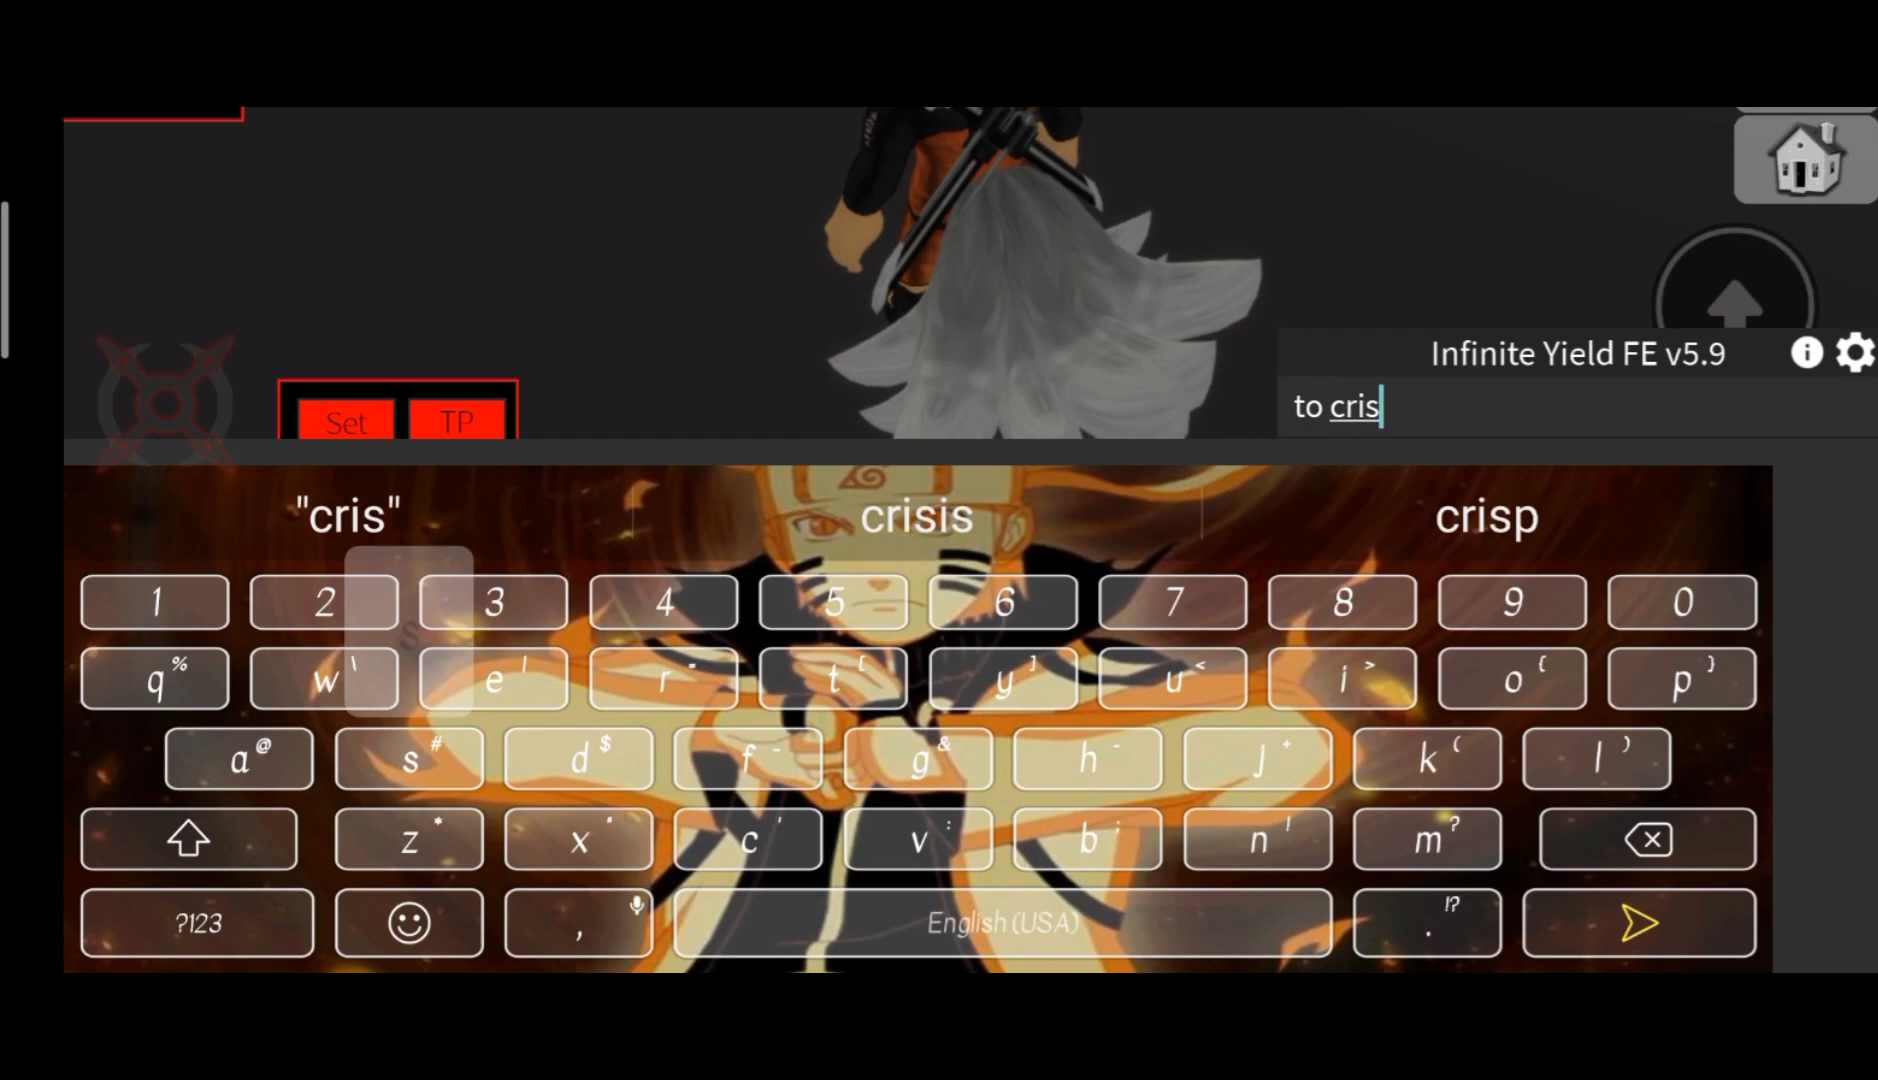 Infinite Yield FE v5.9
to cris
Set TP
"cris" crisis crisp
1 2 3 4 5 6 7 8 9 0
q% w\ e| r= t[ y] u< i> o{ p}
s
a@ s# d$ f- g& h- j+ k( l)
z* x" c' v: b; n! m?
?123 , English (USA) . !?